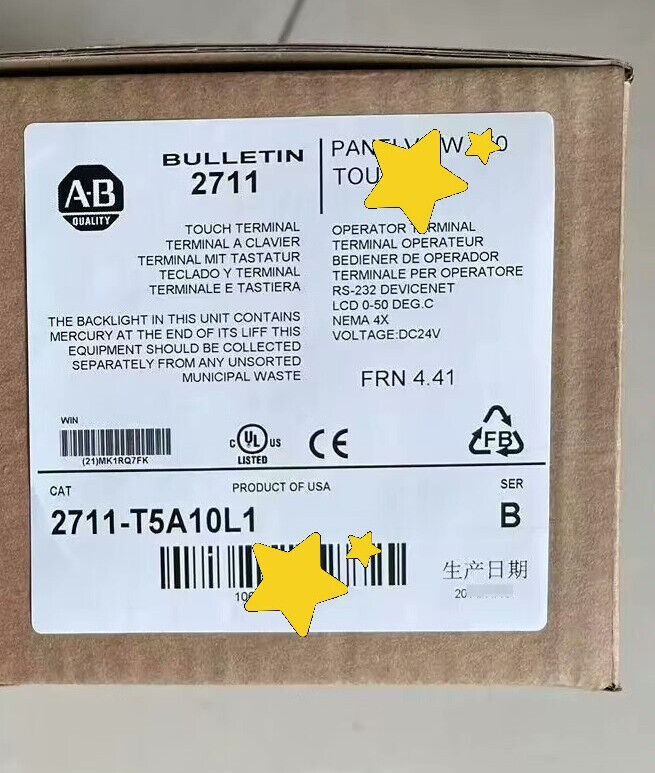 A·B
QUALITY
BULLETIN
2711
TOUCH TERMINAL
TERMINAL A CLAVIER
TERMINAL MIT TASTATUR
TECLADO Y TERMINAL
TERMINALE E TASTIERA
THE BACKLIGHT IN THIS UNIT CONTAINS
MERCURY AT THE END OF ITS LIFF THIS
EQUIPMENT SHOULD BE COLLECTED
SEPARATELY FROM ANY UNSORTED
MUNICIPAL WASTE
OPERATOR TERMINAL
TERMINAL OPERATEUR
BEDIENER DE OPERADOR
TERMINALE PER OPERATORE
RS-232 DEVICENET
LCD 0-50 DEG.C
NEMA 4X
VOLTAGE:DC24V
FRN 4.41
WIN
(21)MK1RQ7FK
C UL US
LISTED
CE
FB
CAT
PRODUCT OF USA
SER
2711-T5A10L1
B
生产日期